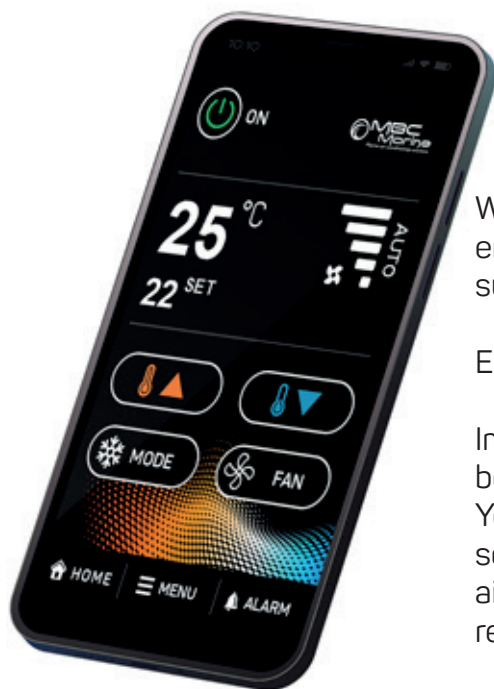 10:10
ON
MBC
Marine
25 °C
AUTO
22 SET
MODE
FAN
HOME
MENU
ALARM
W
er
su
E
In
be
Yo
so
ai
re